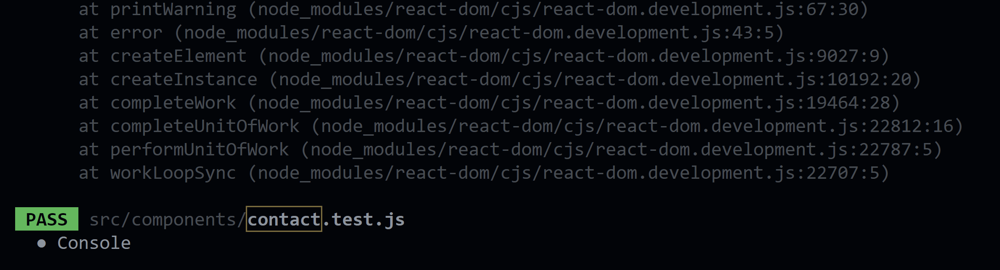 at printWarning (node_modules/react-dom/cjs/react-dom.development.js:67:30)
at error (node_modules/react-dom/cjs/react-dom.development.js:43:5)
at createElement (node_modules/react-dom/cjs/react-dom.development.js:9027:9)
at createInstance (node_modules/react-dom/cjs/react-dom.development.js:10192:20)
at completeWork (node_modules/react-dom/cjs/react-dom.development.js:19464:28)
at completeUnitOfWork (node_modules/react-dom/cjs/react-dom.development.js:22812:16)
at performUnitOfWork (node_modules/react-dom/cjs/react-dom.development.js:22787:5)
at workLoopSync (node_modules/react-dom/cjs/react-dom.development.js:22707:5)
PASS src/components/contact.test.js
● Console